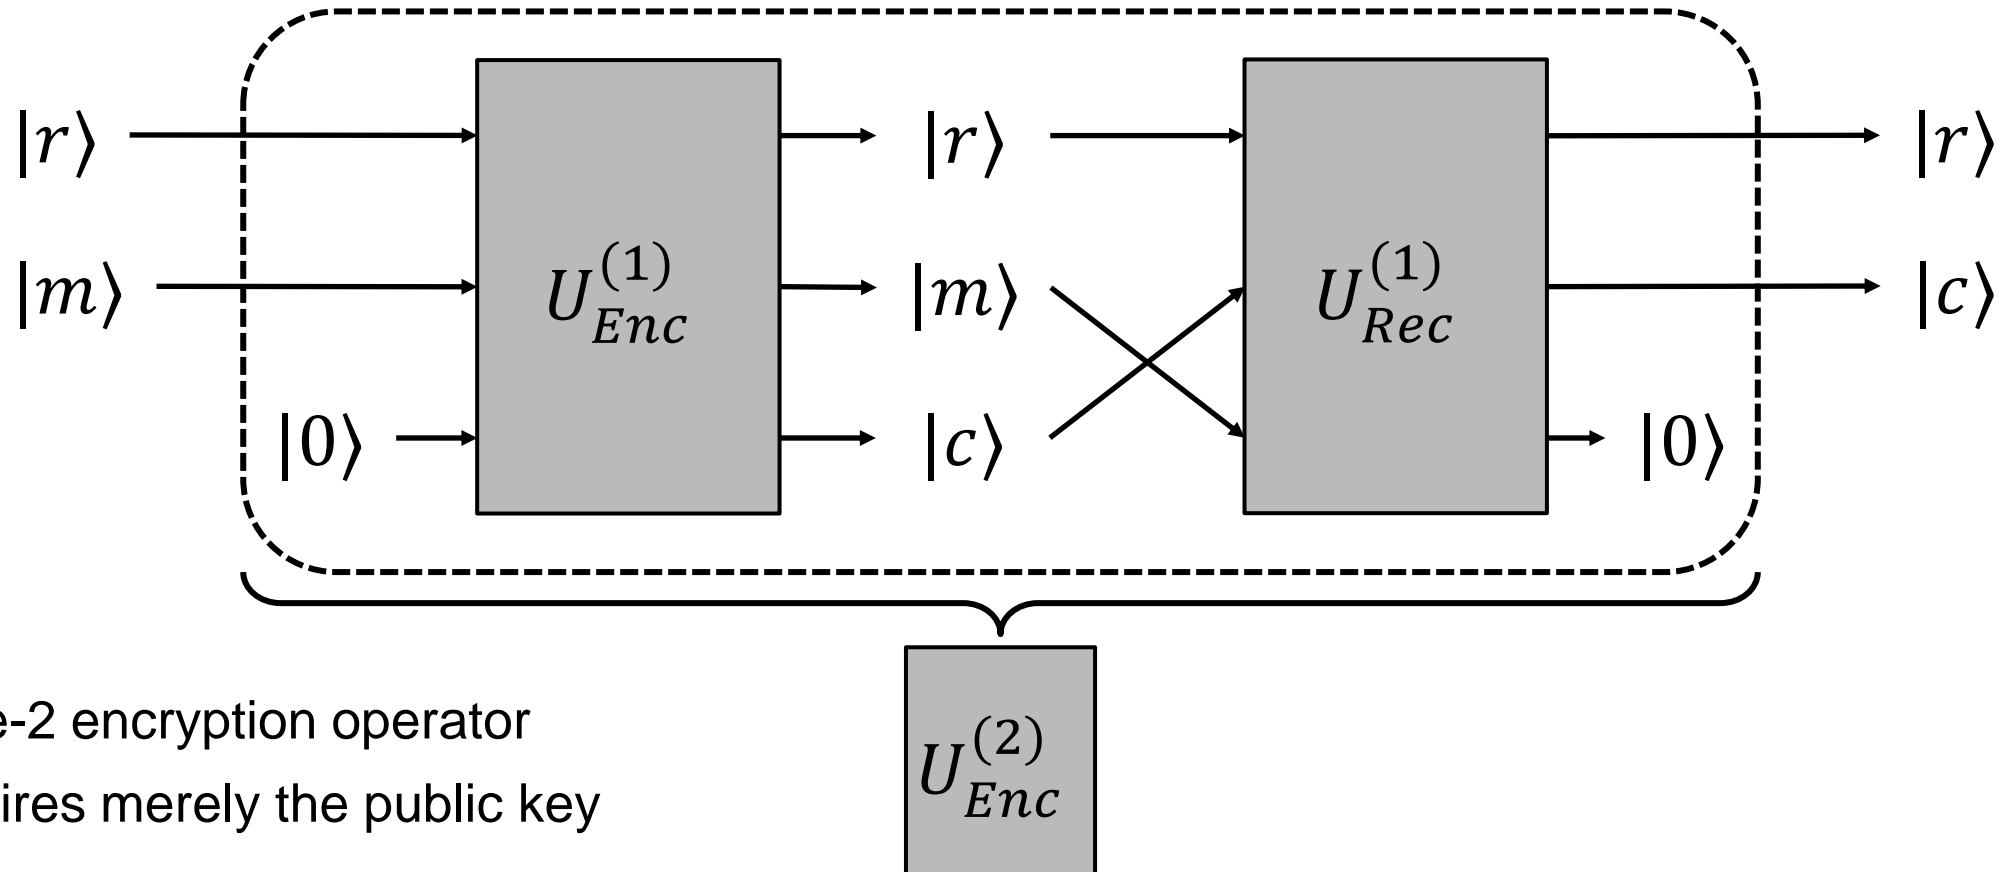 |r⟩ |r⟩ |r⟩
|m⟩ U_{Enc}^{(1)} |m⟩ U_{Rec}^{(1)} |c⟩
|0⟩ |c⟩ |0⟩
e-2 encryption operator
U_{Enc}^{(2)}
ires merely the public key